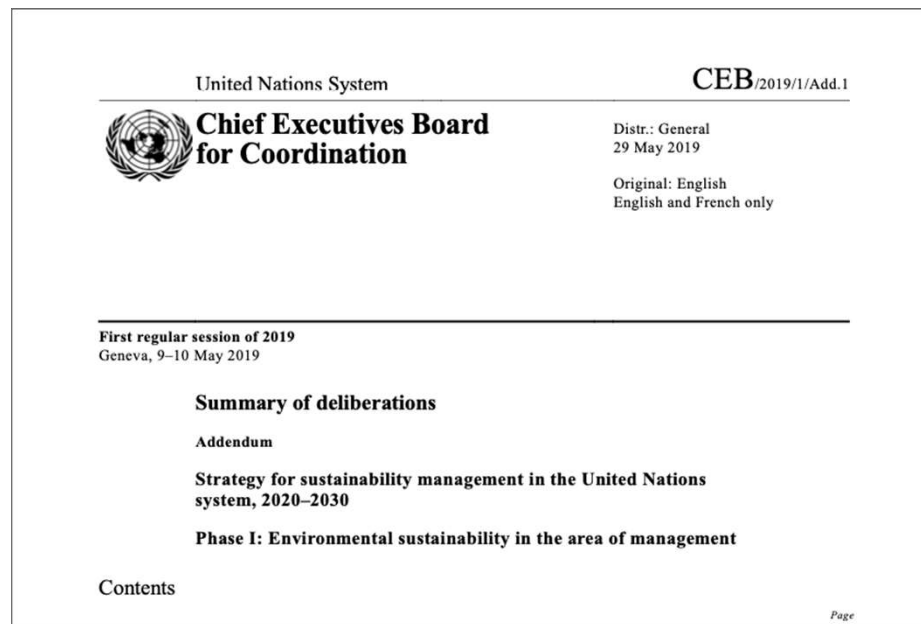 United Nations System
CEB/2019/1/Add.1
Chief Executives Board
for Coordination
Distr.: General
29 May 2019
Original: English
English and French only
First regular session of 2019
Geneva, 9–10 May 2019
Summary of deliberations
Addendum
Strategy for sustainability management in the United Nations
system, 2020–2030
Phase I: Environmental sustainability in the area of management
Contents
Page